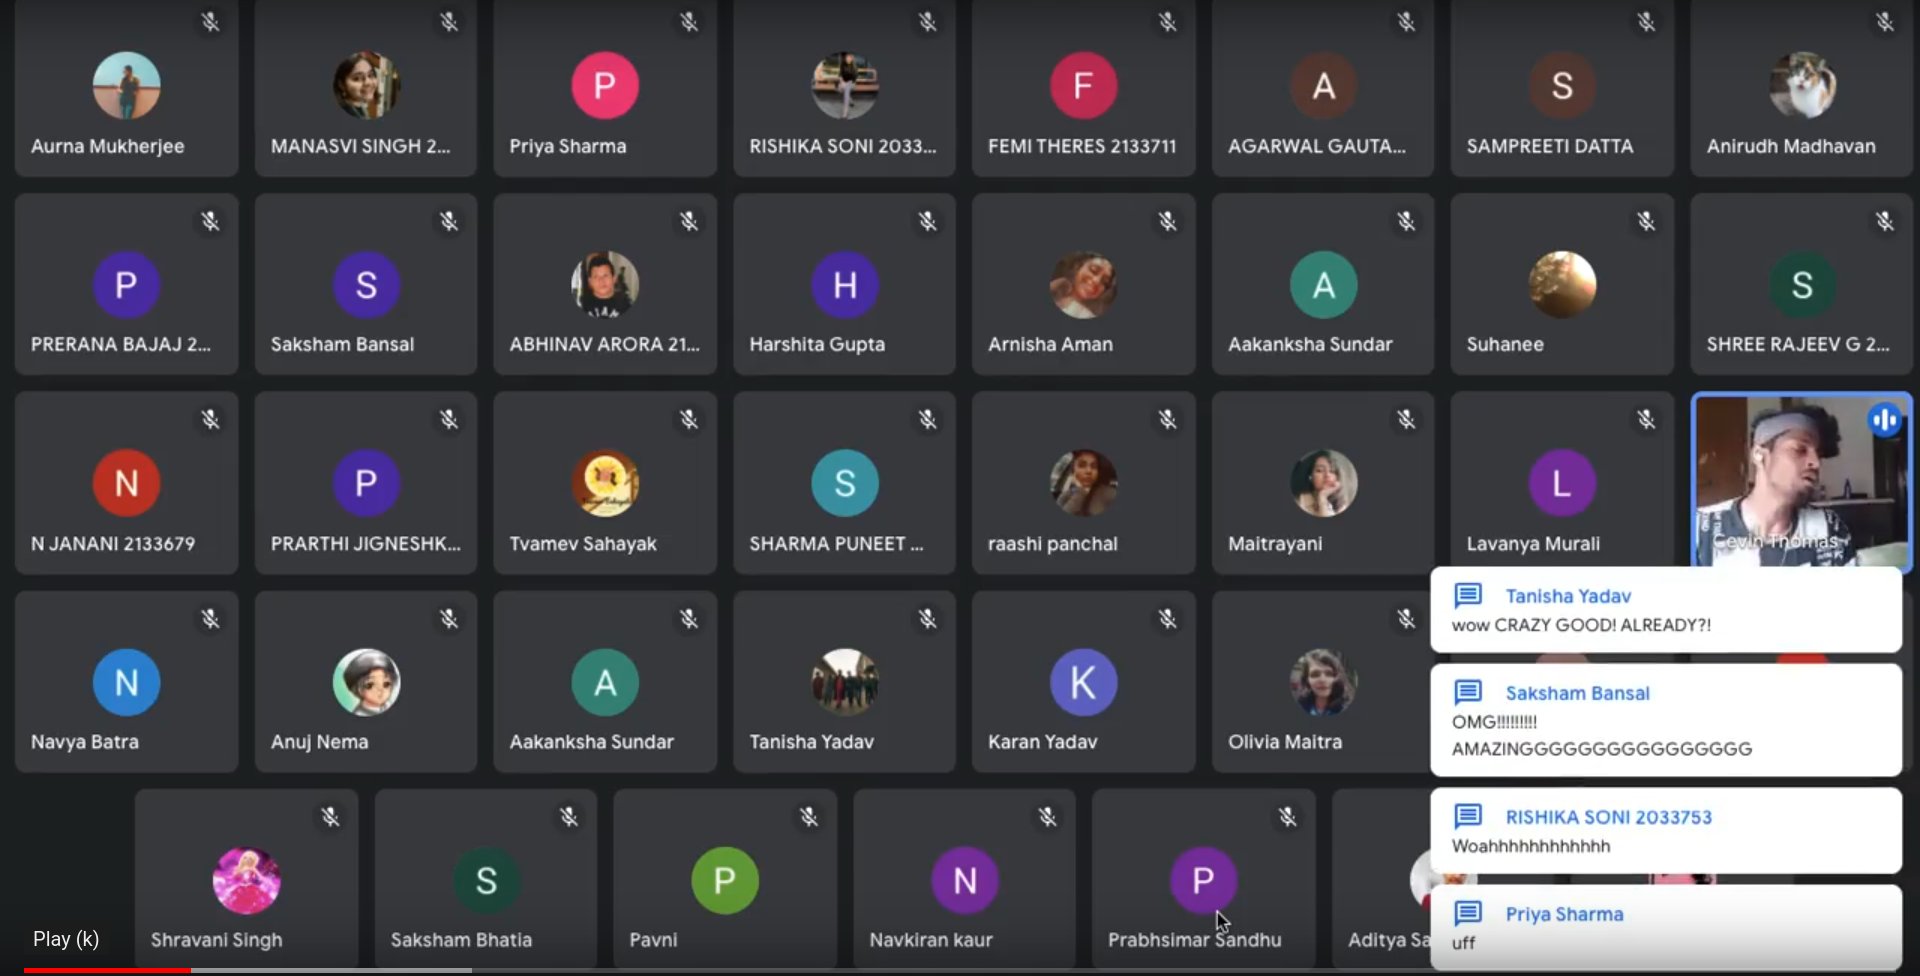 Aurna Mukherjee
MANASVI SINGH 2...
P
Priya Sharma
RISHIKA SONI 2033...
F
FEMI THERES 2133711
A
AGARWAL GAUTA...
S
SAMPREETI DATTA
Anirudh Madhavan
P
PRERANA BAJAJ 2...
S
Saksham Bansal
ABHINAV ARORA 21...
H
Harshita Gupta
Arnisha Aman
A
Aakanksha Sundar
Suhanee
S
SHREE RAJEEV G 2...
N
N JANANI 2133679
P
PRARTHI JIGNESHK...
Tvamev Sahayak
S
SHARMA PUNEET ...
raashi panchal
Maitrayani
L
Lavanya Murali
Cevin Thomas
N
Navya Batra
Anuj Nema
A
Aakanksha Sundar
Tanisha Yadav
K
Karan Yadav
Olivia Maitra
Tanisha Yadav
wow CRAZY GOOD! ALREADY?!
Saksham Bansal
OMG!!!!!!!!!
AMAZINGGGGGGGGGGGGGGGG
RISHIKA SONI 2033753
Woahhhhhhhhhhhh
Priya Sharma
uff
Shravani Singh
S
Saksham Bhatia
P
Pavni
N
Navkiran kaur
P
Prabhsimar Sandhu
Aditya Sa
Play (k)